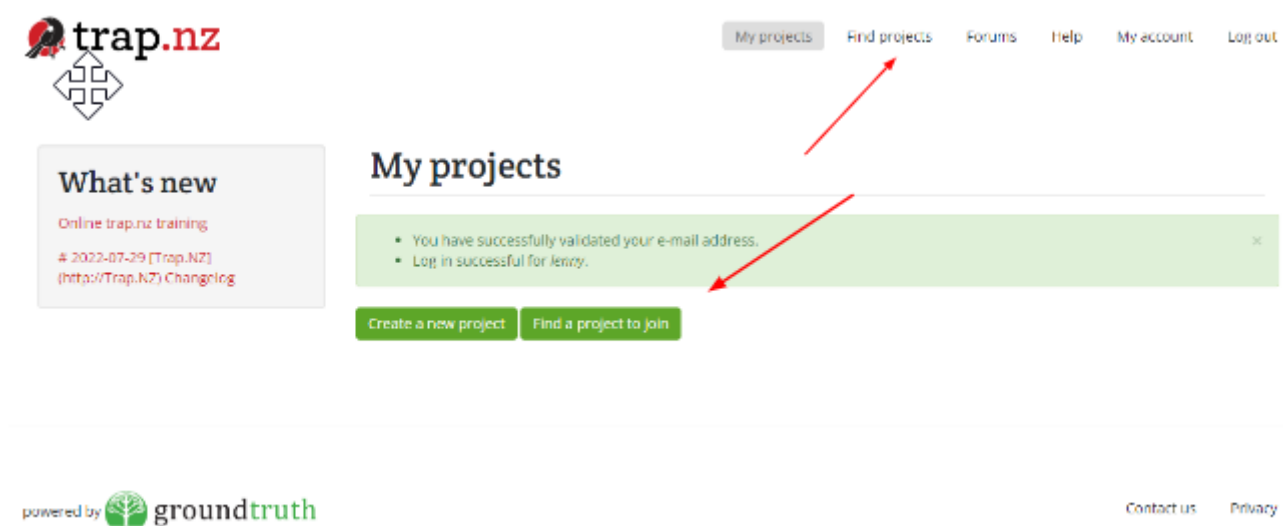 trap.nz
My projects Find projects Forums Help My account Log out
What's new
Online trap.nz training
# 2022-07-29 [Trap.NZ]
(http://Trap.NZ) Changelog
My projects
• You have successfully validated your e-mail address.
• Log in successful for lenny.
×
Create a new project Find a project to join
powered by groundtruth
Contact us Privacy